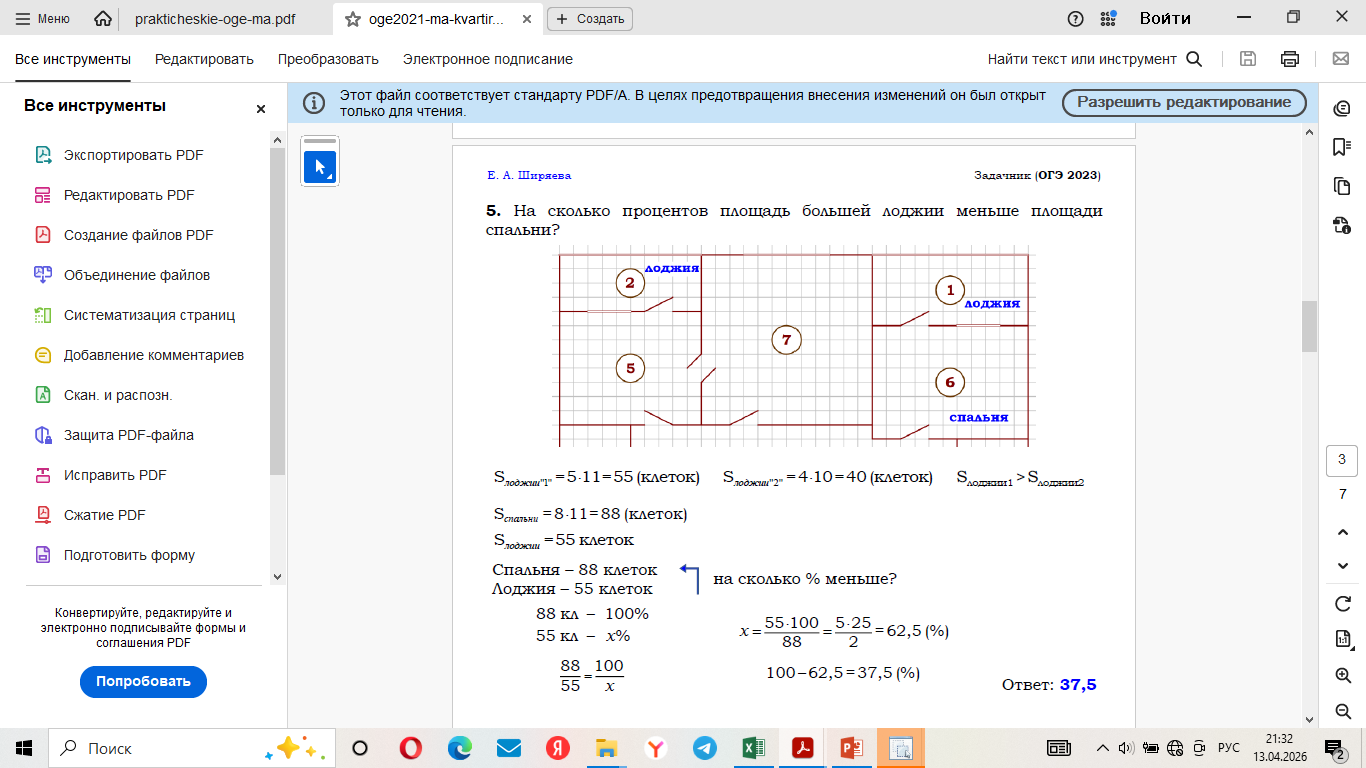 Меню
prakticheskie-oge-ma.pdf
oge2021-ma-kvartir...
Создать
Войти
Все инструменты
Редактировать
Преобразовать
Электронное подписание
Найти текст или инструмент
Все инструменты
Экспортировать PDF
Редактировать PDF
Создание файлов PDF
Объединение файлов
Систематизация страниц
Добавление комментариев
Скан. и распозн.
Защита PDF-файла
Исправить PDF
Сжатие PDF
Подготовить форму
Конвертируйте, редактируйте и
электронно подписывайте формы и
соглашения PDF
Попробовать
Этот файл соответствует стандарту PDF/A. В целях предотвращения внесения изменений он был открыт
только для чтения.
Разрешить редактирование
Е. А. Ширяева
Задачник (ОГЭ 2023)
5. На сколько процентов площадь большей лоджии меньше площади
спальни?
лоджия
2
1
лоджия
7
5
6
спальня
Sлоджии"1" = 5·11 = 55 (клеток) Sлоджии"2" = 4·10 = 40 (клеток) Sлоджии1 > Sлоджии2
Sспальни = 8·11 = 88 (клеток)
Sлоджии = 55 клеток
Спальня – 88 клеток
Лоджия – 55 клеток
на сколько % меньше?
88 кл – 100%
55 кл – x%
88/55 = 100/x
x = 55·100/88 = 5·25/2 = 62,5 (%)
100 – 62,5 = 37,5 (%)
Ответ: 37,5
3
7
1:1
Поиск
РУС
21:32
13.04.2026
2